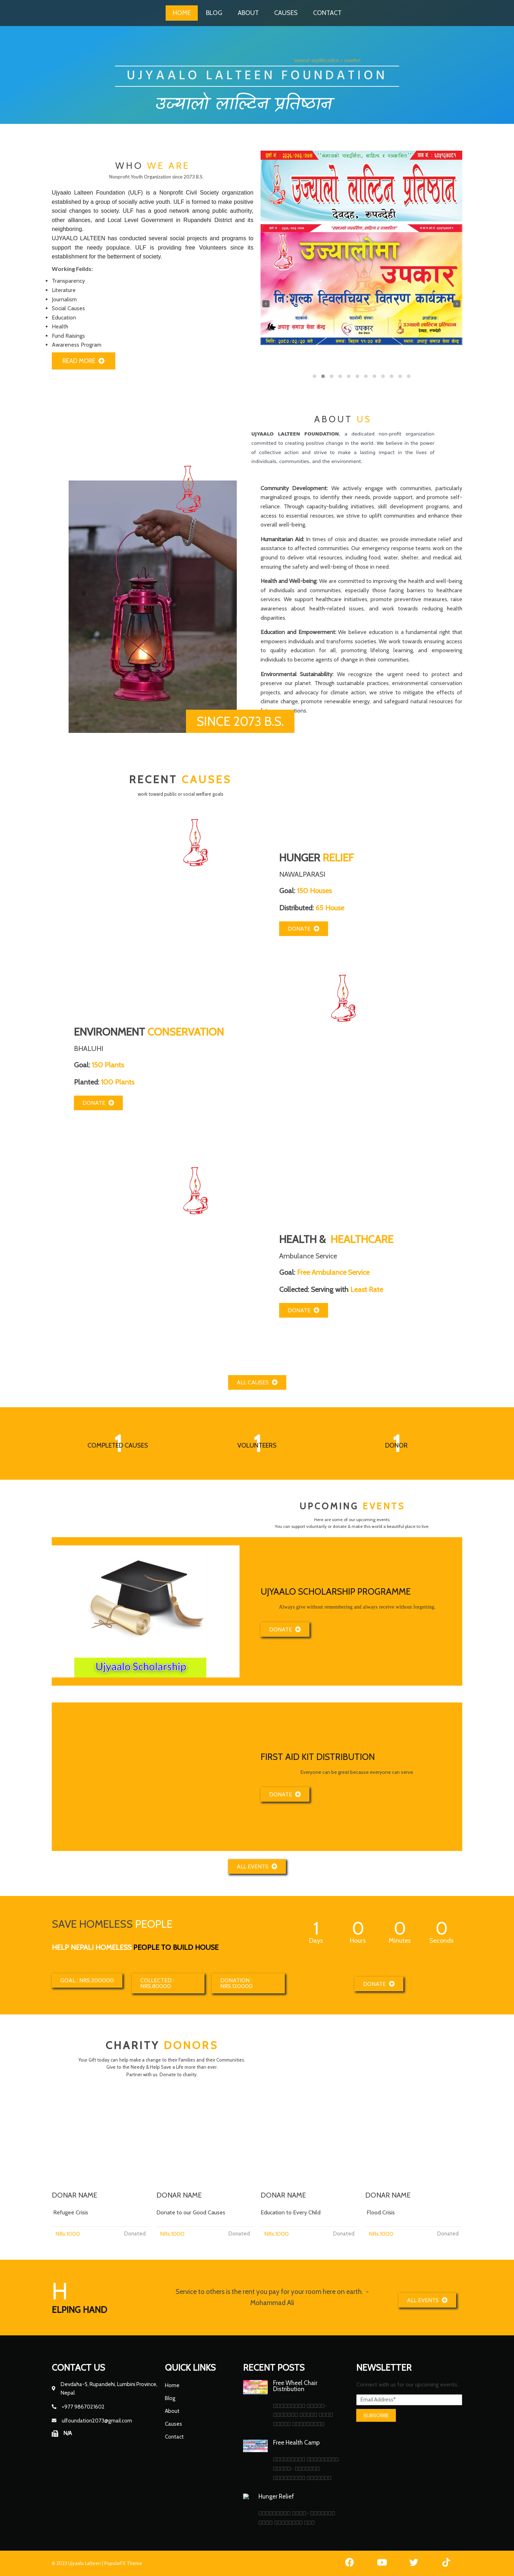 HOME BLOG ABOUT CAUSES CONTACT
UJYAALO LALTEEN FOUNDATION
उज्यालो लाल्टिन प्रतिष्ठान
WHO WE ARE
Nonprofit Youth Organization since 2073 B.S.
Ujyaalo Lalteen Foundation (ULF) is a Nonprofit Civil Society organization
established by a group of socially active youth. ULF is formed to make positive
social changes to society. ULF has a good network among public authority,
other alliances, and Local Level Government in Rupandehi District and its
neighboring.
UJYAALO LALTEEN has conducted several social projects and programs to
support the needy populace. ULF is providing free Volunteers since its
establishment for the betterment of society.
Working Feilds:
Transparency
Literature
Journalism
Social Causes
Education
Health
Fund Raisings
Awareness Program
READ MORE
उज्यालो लाल्टिन प्रतिष्ठान
देवदह, रूपन्देही
उज्यालोमा
उपकार
निःशुल्क ह्विलचियर वितरण कार्यक्रम
ABOUT US
UJYAALO LALTEEN FOUNDATION, a dedicated non-profit organization
committed to creating positive change in the world. We believe in the power
of collective action and strive to make a lasting impact in the lives of
individuals, communities, and the environment.
Community Development: We actively engage with communities, particularly
marginalized groups, to identify their needs, provide support, and promote self-
reliance. Through capacity-building initiatives, skill development programs, and
access to essential resources, we strive to uplift communities and enhance their
overall well-being.
Humanitarian Aid: In times of crisis and disaster, we provide immediate relief and
assistance to affected communities. Our emergency response teams work on the
ground to deliver vital resources, including food, water, shelter, and medical aid,
ensuring the safety and well-being of those in need.
Health and Well-being: We are committed to improving the health and well-being
of individuals and communities, especially those facing barriers to healthcare
services. We support healthcare initiatives, promote preventive measures, raise
awareness about health-related issues, and work towards reducing health
disparities.
Education and Empowerment: We believe education is a fundamental right that
empowers individuals and transforms societies. We work towards ensuring access
to quality education for all, promoting lifelong learning, and empowering
individuals to become agents of change in their communities.
Environmental Sustainability: We recognize the urgent need to protect and
preserve our planet. Through sustainable practices, environmental conservation
projects, and advocacy for climate action, we strive to mitigate the effects of
climate change, promote renewable energy, and safeguard natural resources for
SINCE 2073 B.S.
RECENT CAUSES
work toward public or social welfare goals
HUNGER RELIEF
NAWALPARASI
Goal: 150 Houses
Distributed: 65 House
DONATE
ENVIRONMENT CONSERVATION
BHALUHI
Goal: 150 Plants
Planted: 100 Plants
DONATE
HEALTH & HEALTHCARE
Ambulance Service
Goal: Free Ambulance Service
Collected: Serving with Least Rate
DONATE
ALL CAUSES
1 COMPLETED CAUSES
1 VOLUNTEERS
1 DONOR
UPCOMING EVENTS
Here are some of our upcoming events.
You can support voluntarily or donate & make this world a beautiful place to live.
Ujyaalo Scholarship
UJYAALO SCHOLARSHIP PROGRAMME
Always give without remembering and always receive without forgetting.
DONATE
FIRST AID KIT DISTRIBUTION
Everyone can be great because everyone can serve.
DONATE
ALL EVENTS
SAVE HOMELESS PEOPLE
HELP NEPALI HOMELESS PEOPLE TO BUILD HOUSE
1 Days 0 Hours 0 Minutes 0 Seconds
GOAL : NRS.200000
COLLECTED : NRS.80000
DONATION : NRS.120000
DONATE
CHARITY DONORS
Your Gift today can help make a change to their Families and their Communities.
Give to the Needy & Help Save a Life more than ever.
Partner with us. Donate to charity.
DONAR NAME DONAR NAME DONAR NAME DONAR NAME
Refugee Crisis Donate to our Good Causes Education to Every Child Flood Crisis
NRs.1000 Donated NRs.1000 Donated NRs.1000 Donated NRs.1000 Donated
H
ELPING HAND
Service to others is the rent you pay for your room here on earth. –
Mohammad Ali
ALL EVENTS
CONTACT US
Devdaha-5, Rupandehi, Lumbini Province,
Nepal
+977 9867021602
ulfoundation2073@gmail.com
N/A
QUICK LINKS
Home
Blog
About
Causes
Contact
RECENT POSTS
Free Wheel Chair
Distribution
Free Health Camp
Hunger Relief
NEWSLETTER
Connect with us for our upcoming events.
Email Address*
SUBSCRIBE